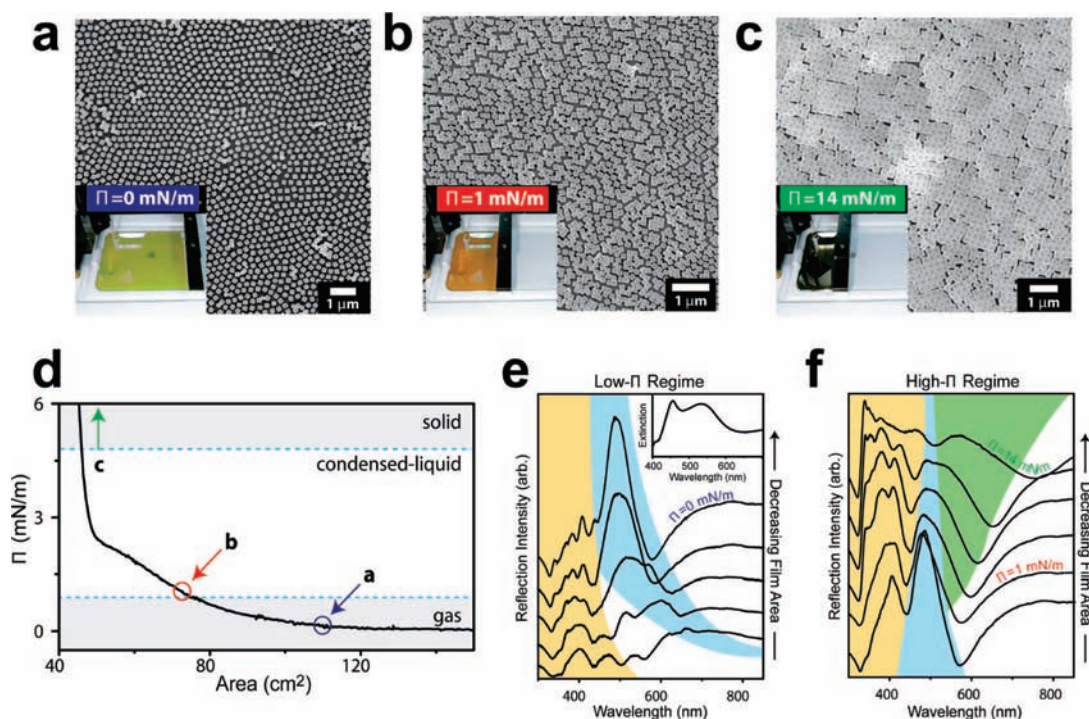 a
b
c
Π=0 mN/m
Π=1 mN/m
Π=14 mN/m
1 μm
1 μm
1 μm
d
6
3
0
Π (mN/m)
solid
condensed-liquid
gas
c
b
a
40
80
120
Area (cm²)
e
Low-Π Regime
Reflection Intensity (arb.)
Extinction
400 500 600
Wavelength (nm)
Π=0 mN/m
Decreasing Film Area
400
600
800
Wavelength (nm)
f
High-Π Regime
Reflection Intensity (arb.)
Π=14 mN/m
Π=1 mN/m
Decreasing Film Area
400
600
800
Wavelength (nm)